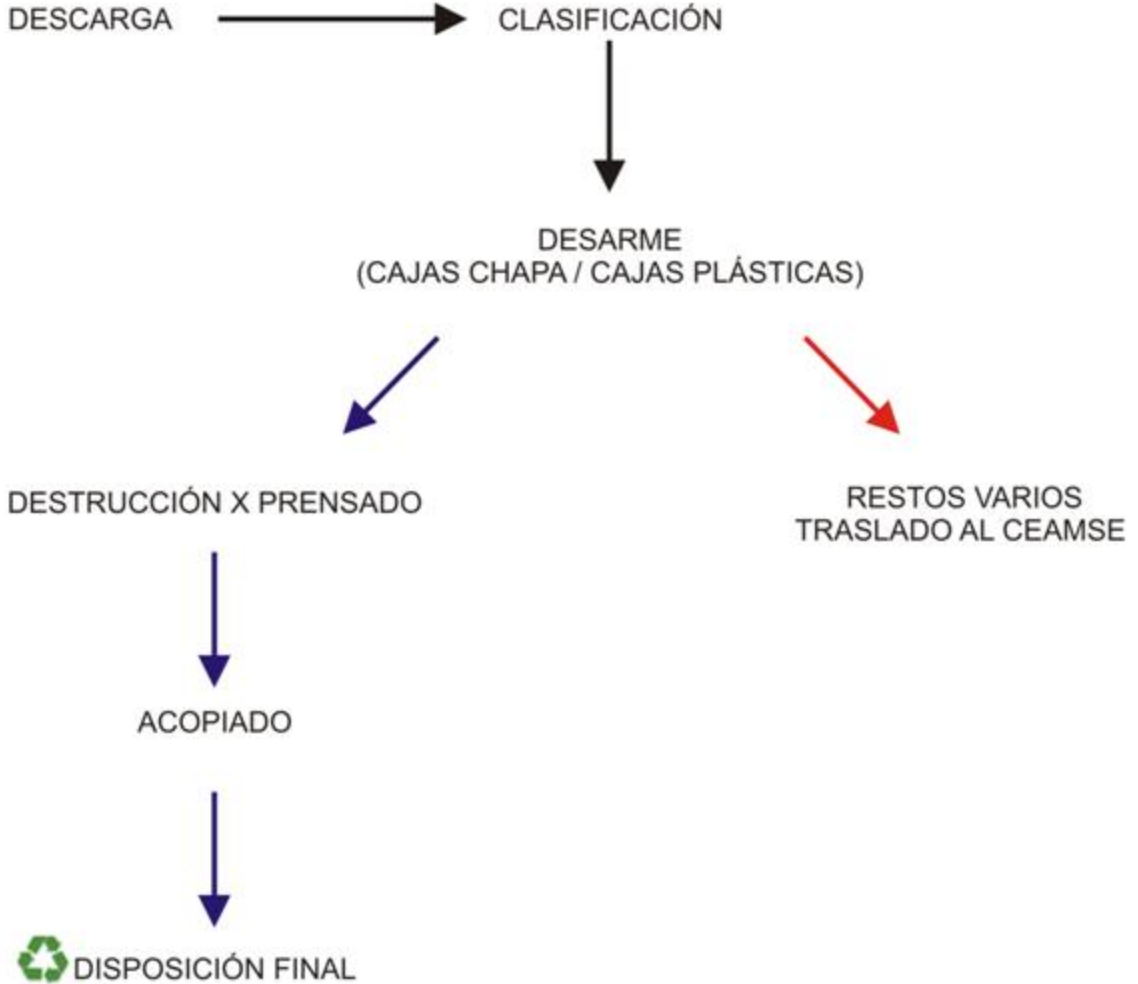 DESCARGA
CLASIFICACIÓN
DESARME
(CAJAS CHAPA / CAJAS PLÁSTICAS)
DESTRUCCIÓN X PRENSADO
RESTOS VARIOS
TRASLADO AL CEAMSE
ACOPIADO
DISPOSICIÓN FINAL